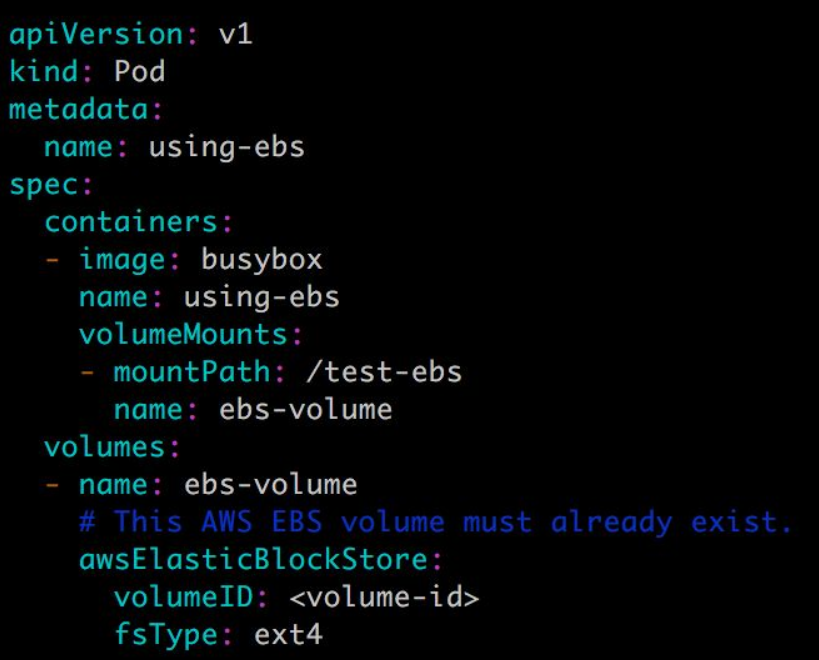 apiVersion: v1
kind: Pod
metadata:
  name: using-ebs
spec:
  containers:
  - image: busybox
    name: using-ebs
    volumeMounts:
    - mountPath: /test-ebs
      name: ebs-volume
  volumes:
  - name: ebs-volume
    # This AWS EBS volume must already exist.
    awsElasticBlockStore:
      volumeID: <volume-id>
      fsType: ext4